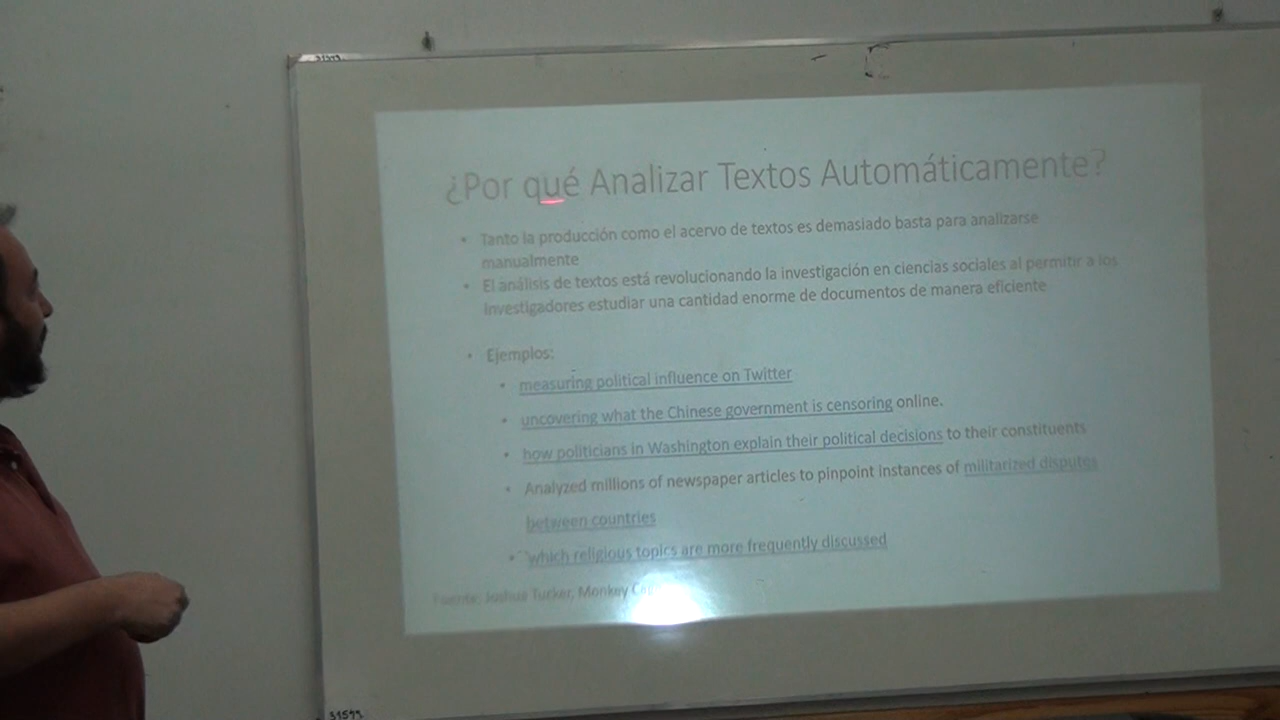 ¿Por qué Analizar Textos Automáticamente?
• Tanto la producción como el acervo de textos es demasiado basta para analizarse
manualmente
• El análisis de textos está revolucionando la investigación en ciencias sociales al permitir a los
investigadores estudiar una cantidad enorme de documentos de manera eficiente
• Ejemplos:
• measuring political influence on Twitter
• uncovering what the Chinese government is censoring online.
• how politicians in Washington explain their political decisions to their constituents
• Analyzed millions of newspaper articles to pinpoint instances of militarized disputes
between countries
• which religious topics are more frequently discussed
Fuente: Joshua Tucker, Monkey